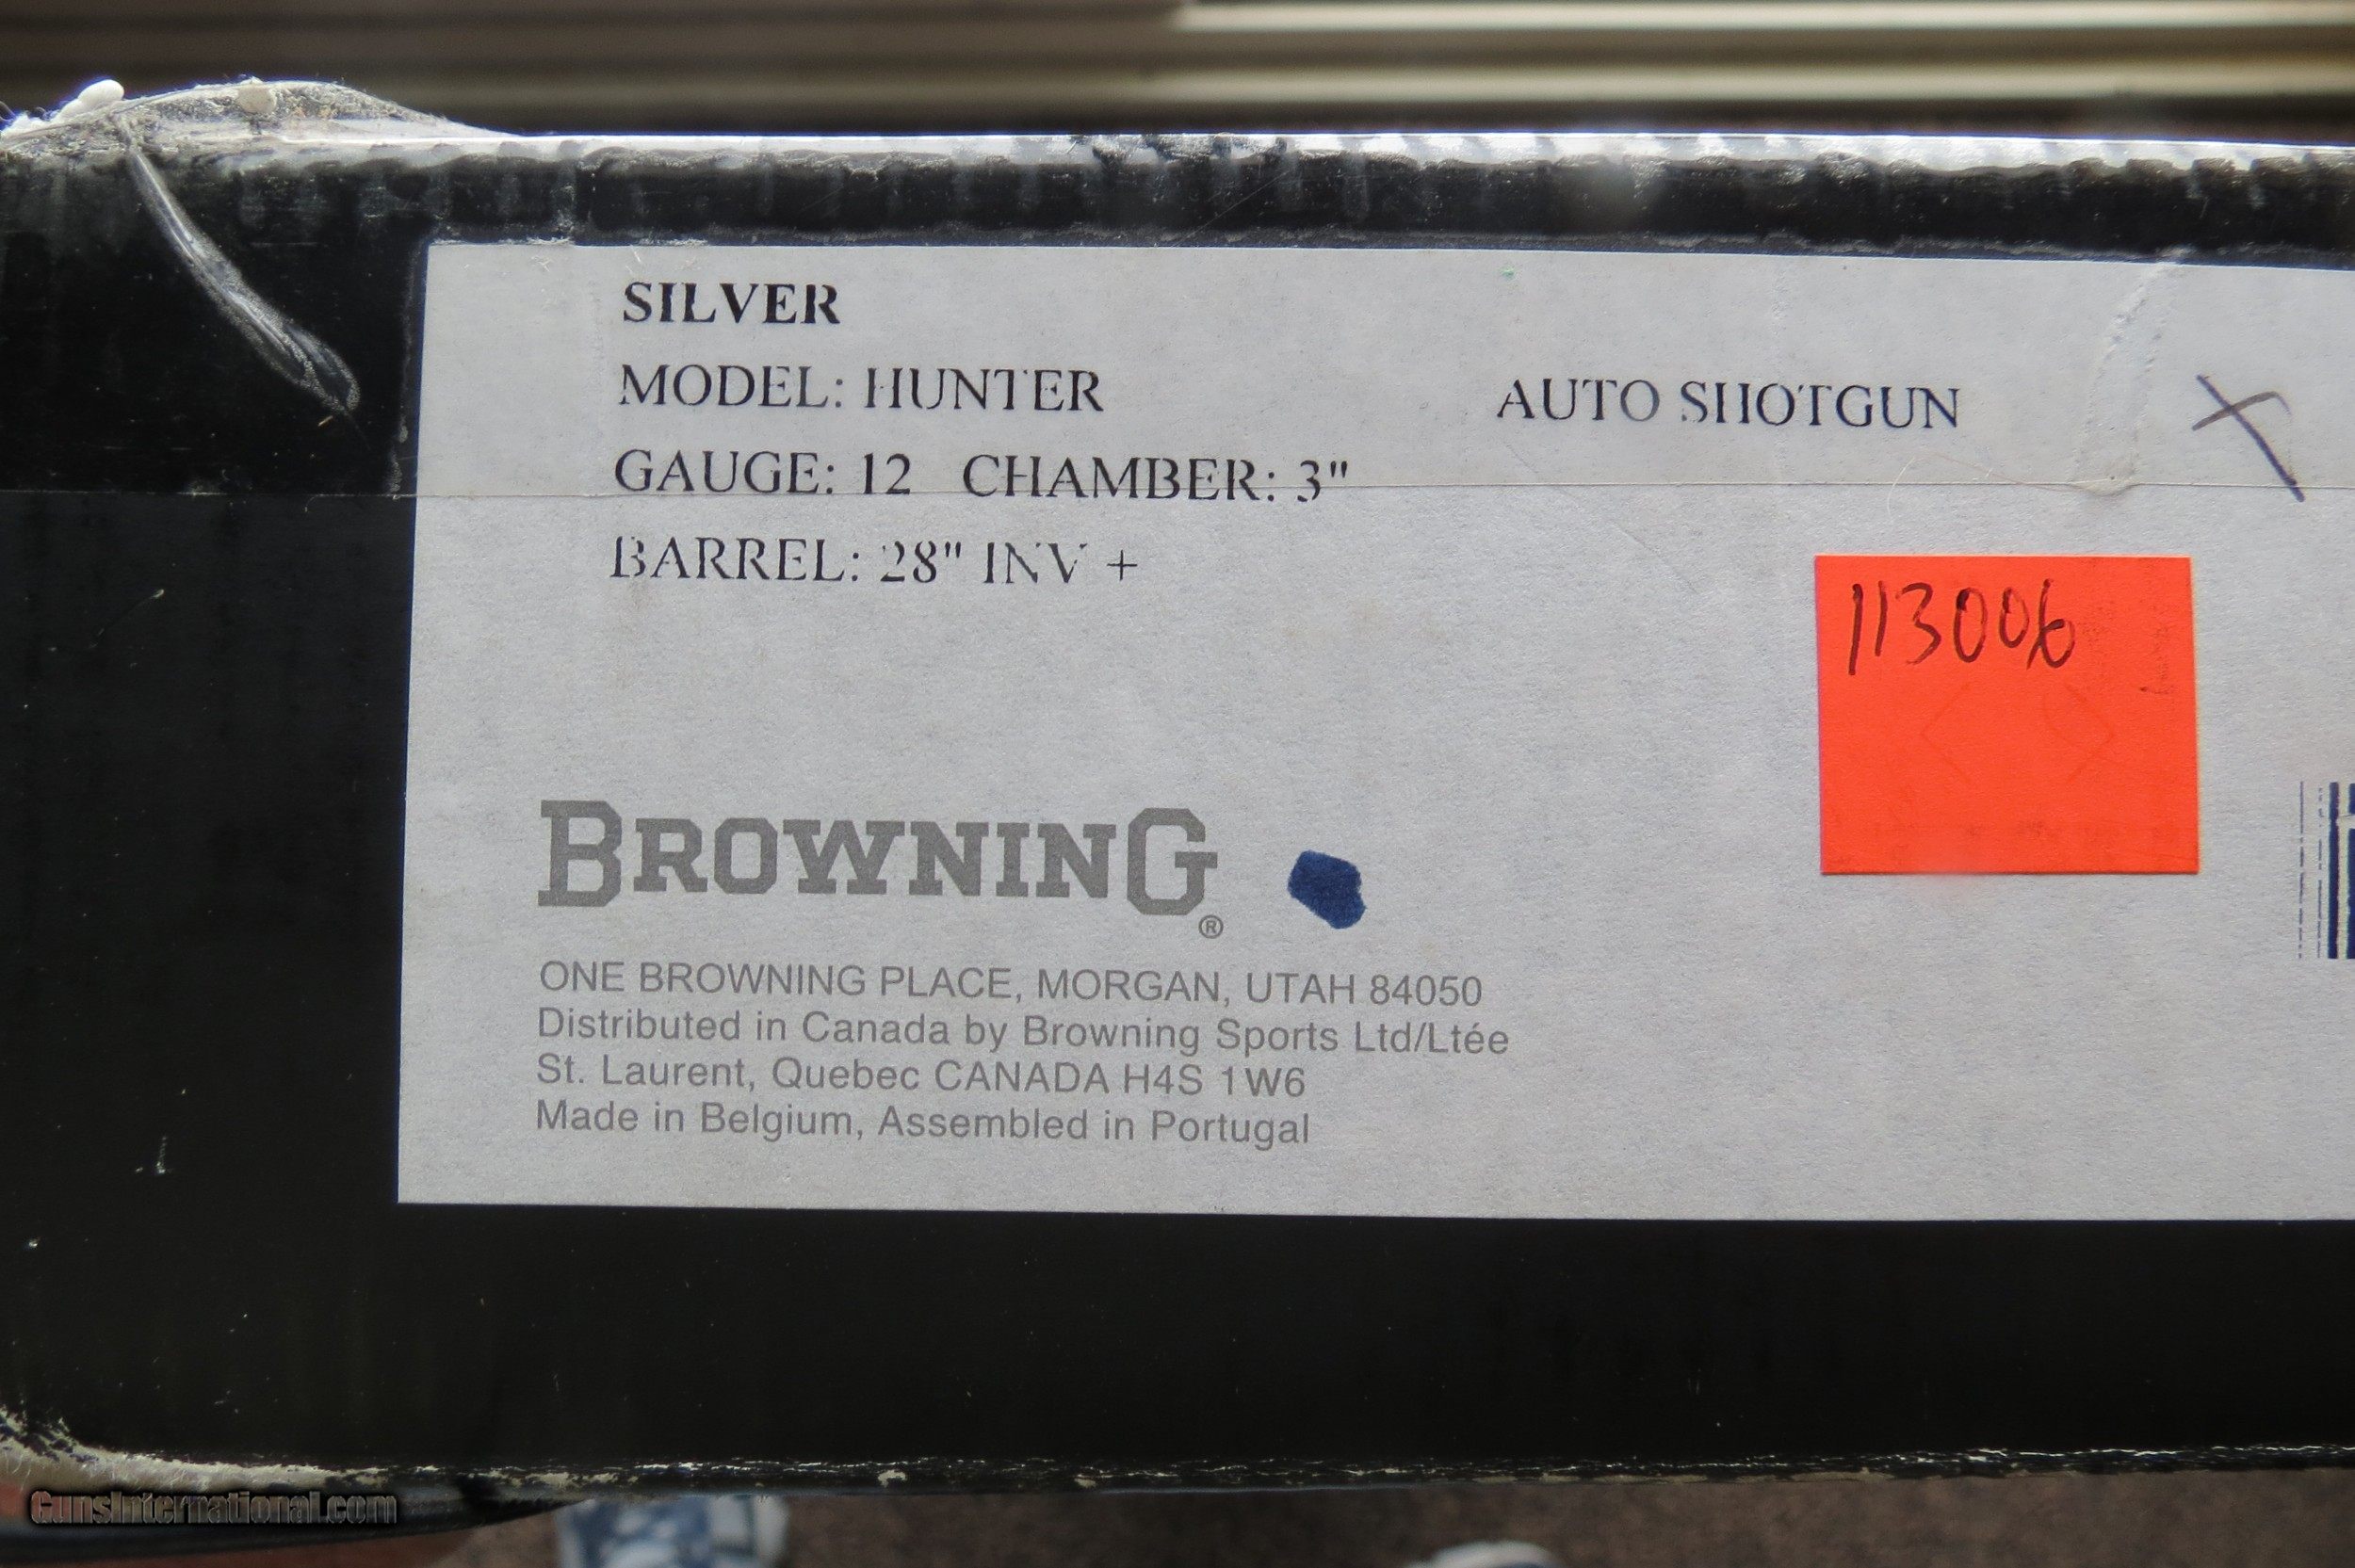 SILVER
MODEL: HUNTER
AUTO SHOTGUN
GAUGE: 12 CHAMBER: 3"
BARREL: 28" INV +
113006
BROWNING®
ONE BROWNING PLACE, MORGAN, UTAH 84050
Distributed in Canada by Browning Sports Ltd/Ltée
St. Laurent, Quebec CANADA H4S 1W6
Made in Belgium, Assembled in Portugal
GunsInternational.com